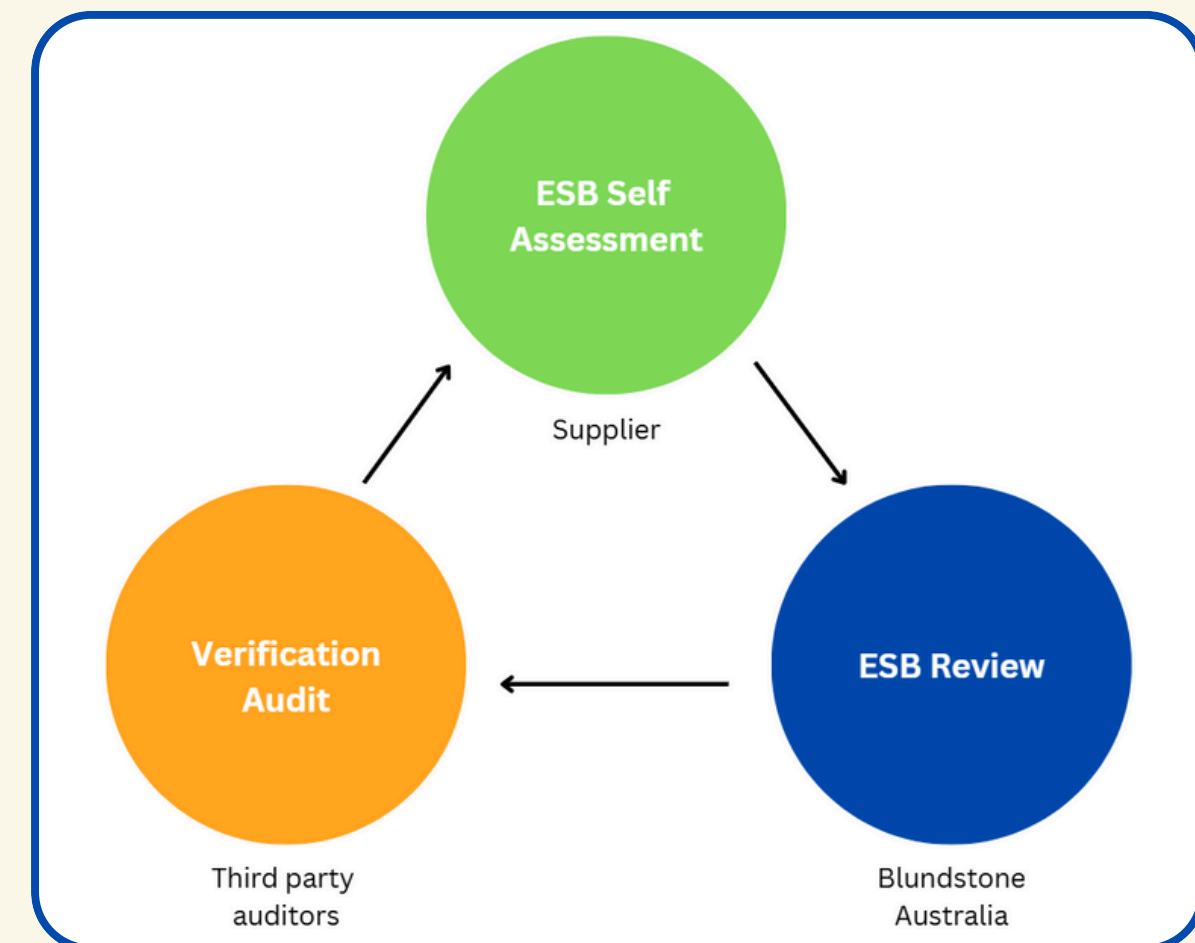 ESB Self
Assessment
Supplier
Verification
Audit
Third party
auditors
ESB Review
Blundstone
Australia